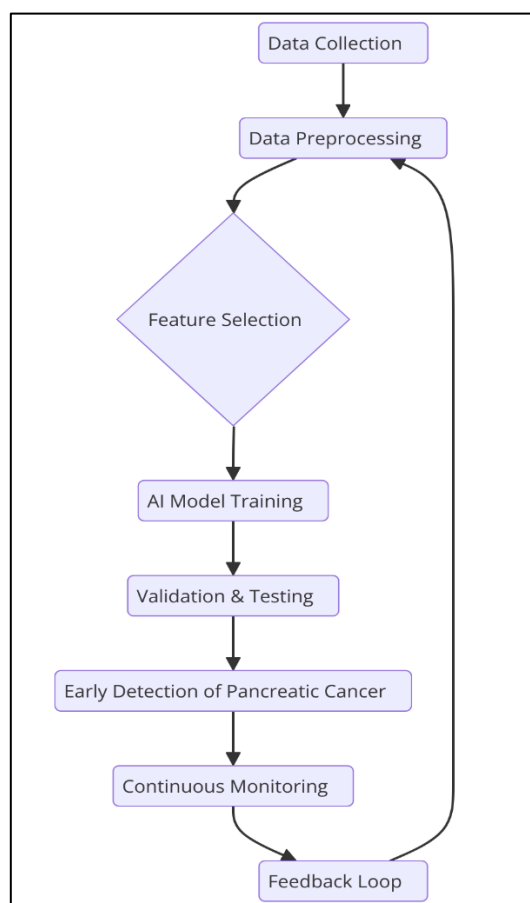 Data Collection
Data Preprocessing
Feature Selection
AI Model Training
Validation & Testing
Early Detection of Pancreatic Cancer
Continuous Monitoring
Feedback Loop